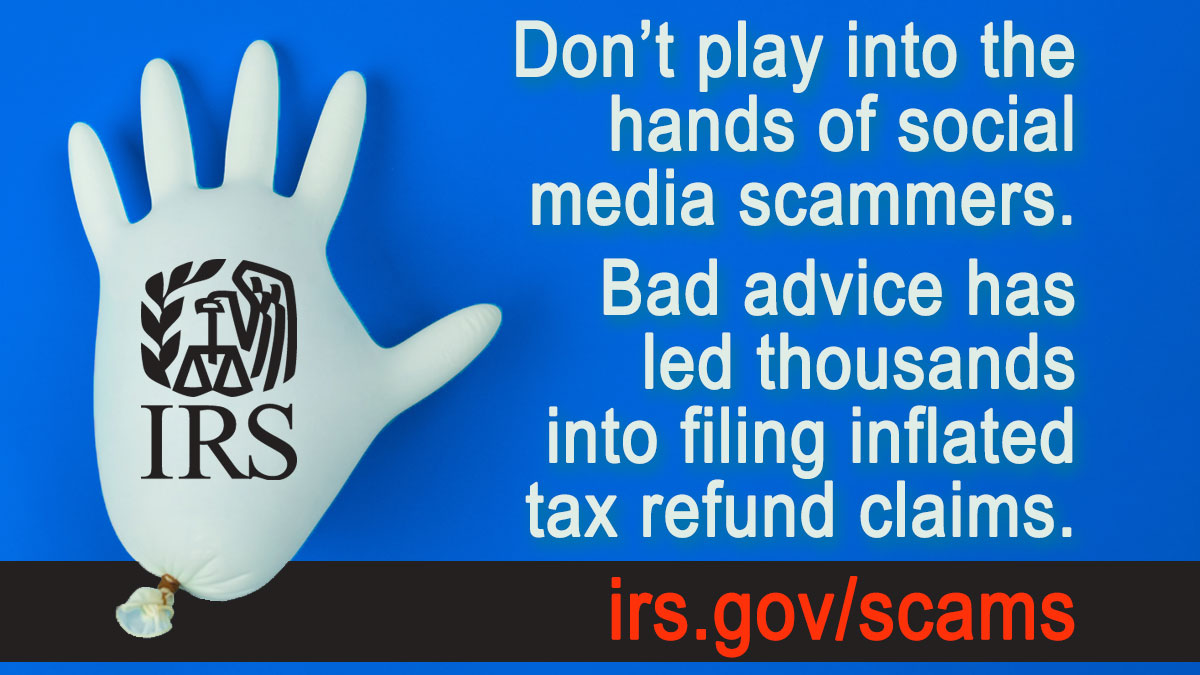 Don’t play into the
hands of social
media scammers.
Bad advice has
led thousands
into filing inflated
tax refund claims.
IRS
irs.gov/scams